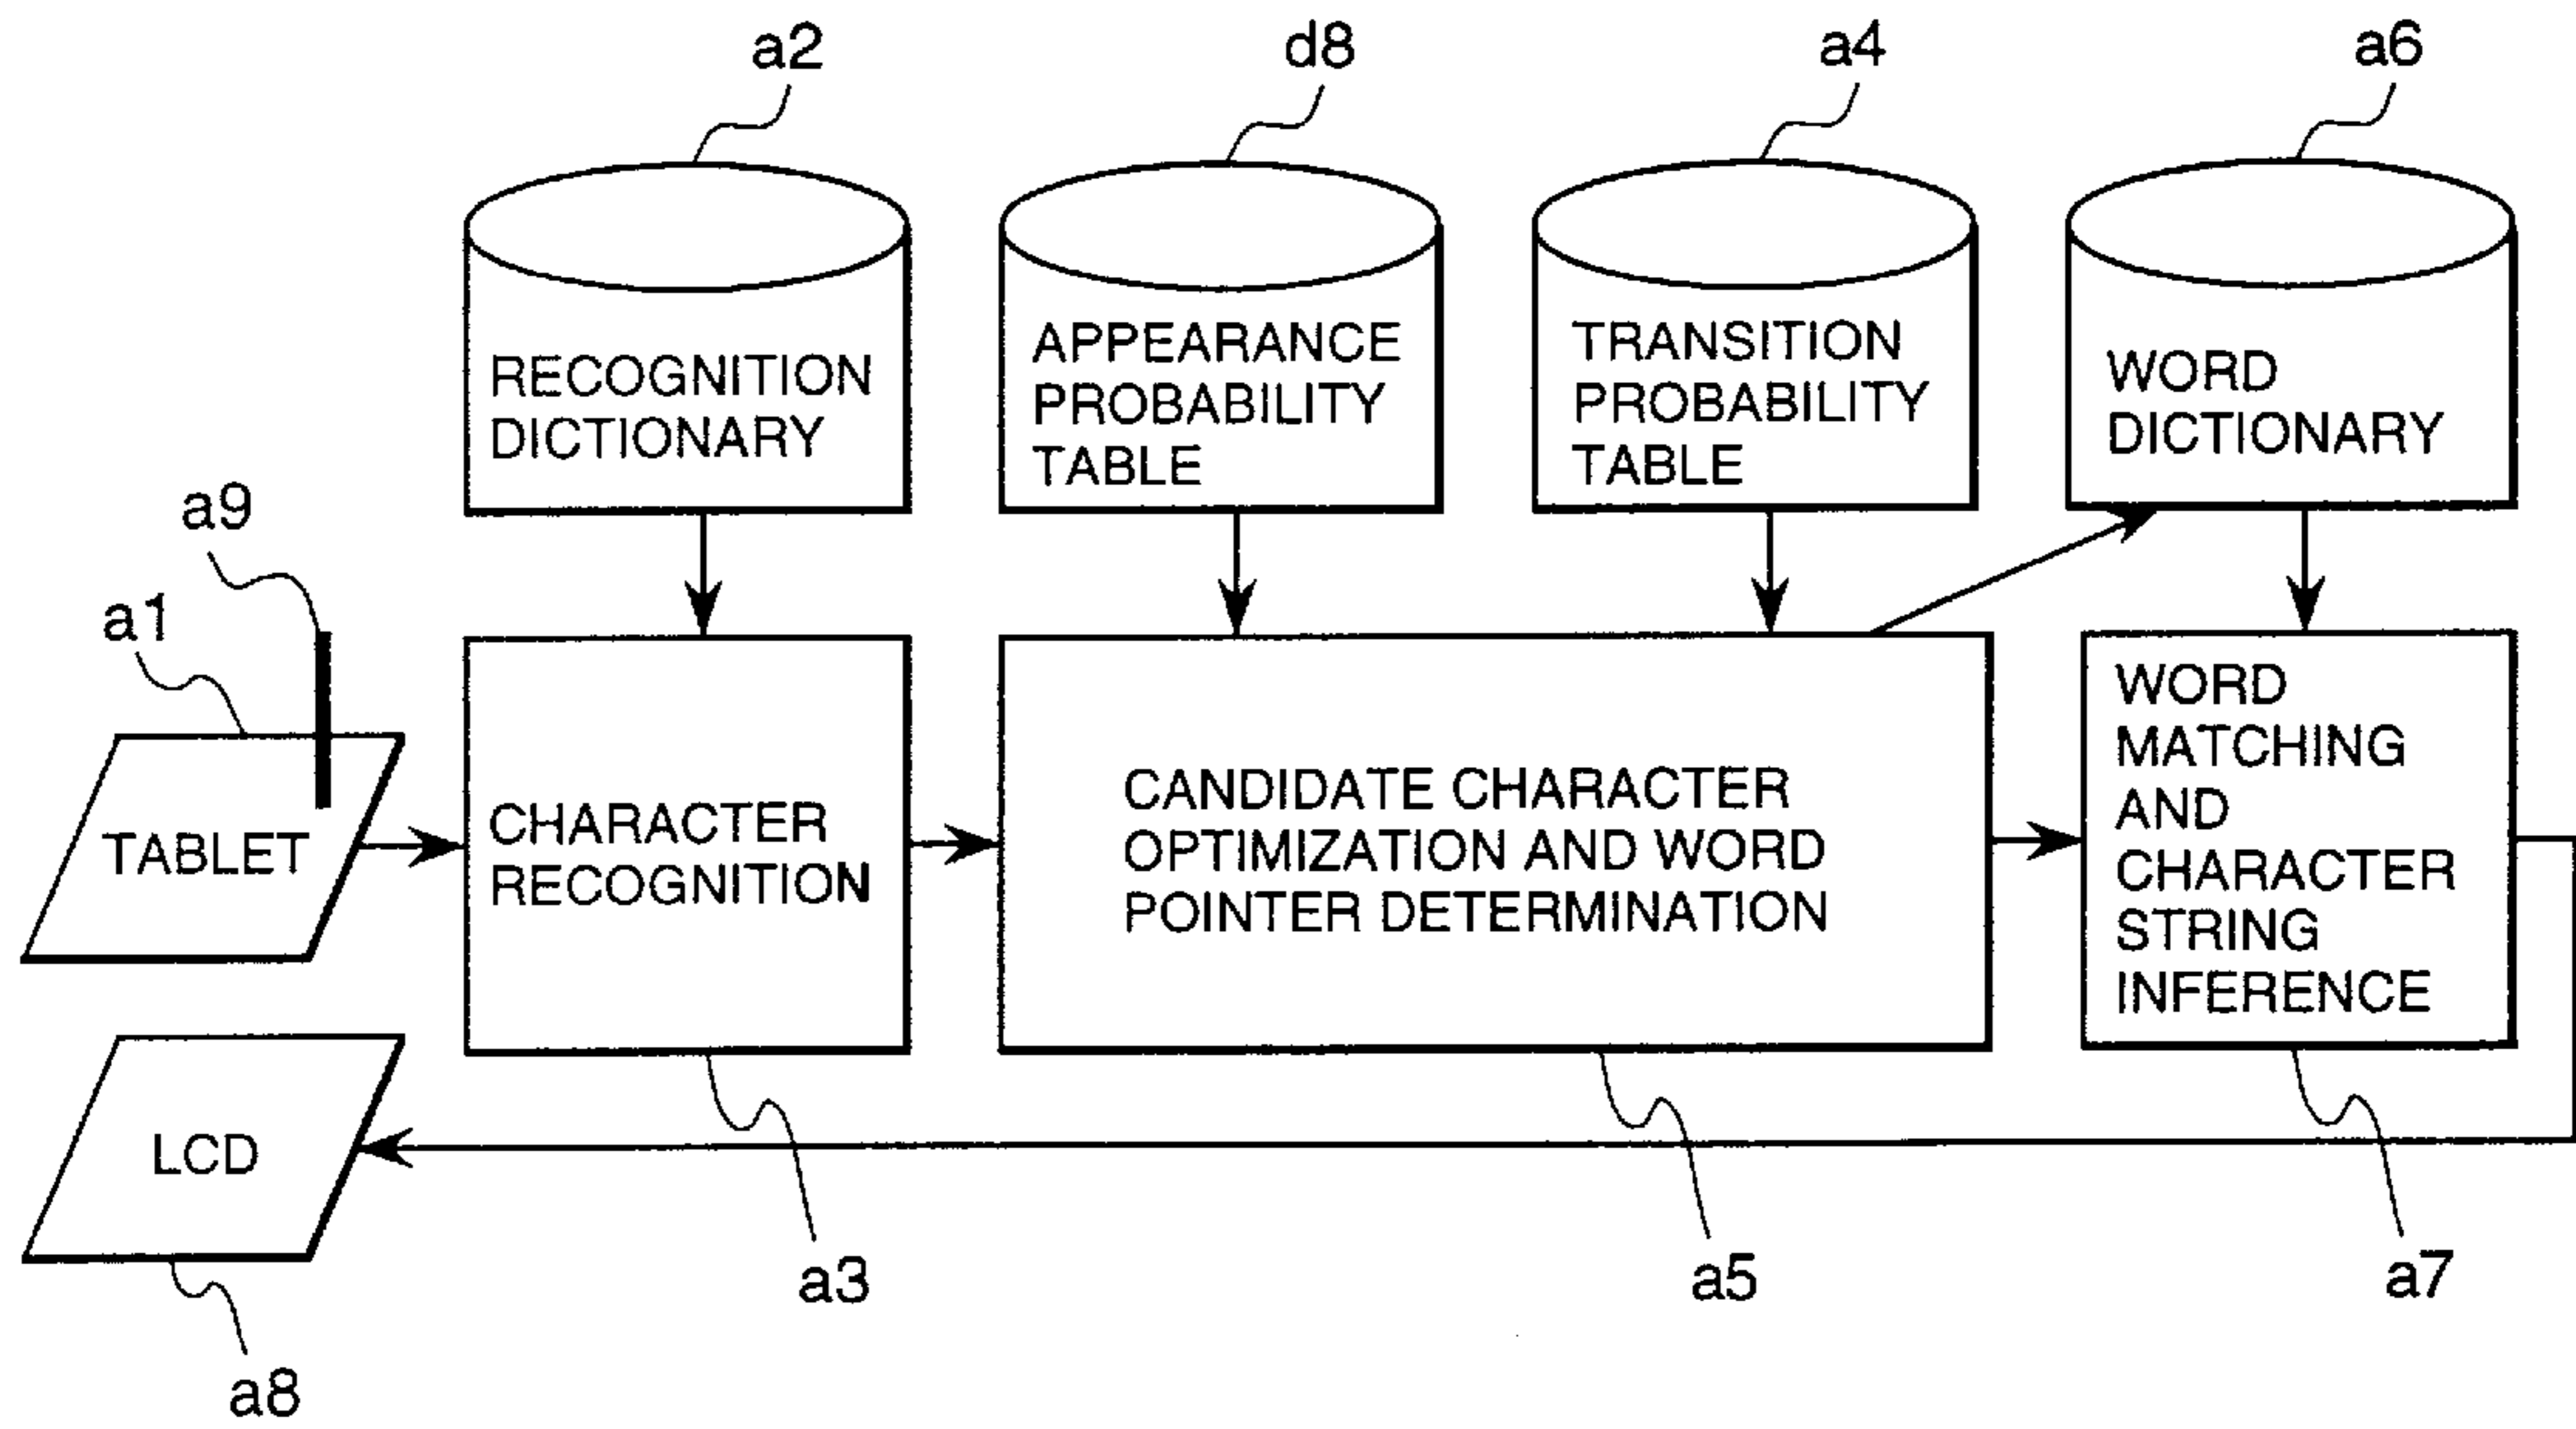 a2
d8
a4
a6
RECOGNITION
DICTIONARY
APPEARANCE
PROBABILITY
TABLE
TRANSITION
PROBABILITY
TABLE
WORD
DICTIONARY
a9
a1
TABLET
CHARACTER
RECOGNITION
CANDIDATE CHARACTER
OPTIMIZATION AND WORD
POINTER DETERMINATION
WORD
MATCHING
AND
CHARACTER
STRING
INFERENCE
LCD
a3
a5
a7
a8